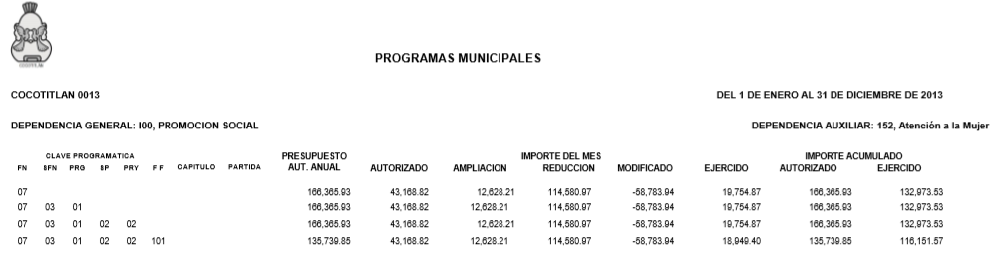 COCOTITLAN
PROGRAMAS MUNICIPALES
COCOTITLAN 0013 DEL 1 DE ENERO AL 31 DE DICIEMBRE DE 2013
DEPENDENCIA GENERAL: I00, PROMOCION SOCIAL DEPENDENCIA AUXILIAR: 152, Atención a la Mujer
CLAVE PROGRAMATICA PRESUPUESTO IMPORTE DEL MES IMPORTE ACUMULADO
FN SFN PRG SP PRY F F CAPITULO PARTIDA AUT. ANUAL AUTORIZADO AMPLIACION REDUCCION MODIFICADO EJERCIDO AUTORIZADO EJERCIDO
07 166,365.93 43,168.82 12,628.21 114,580.97 -58,783.94 19,754.87 166,365.93 132,973.53
07 03 01 166,365.93 43,168.82 12,628.21 114,580.97 -58,783.94 19,754.87 166,365.93 132,973.53
07 03 01 02 02 166,365.93 43,168.82 12,628.21 114,580.97 -58,783.94 19,754.87 166,365.93 132,973.53
07 03 01 02 02 101 135,739.85 43,168.82 12,628.21 114,580.97 -58,783.94 18,949.40 135,739.85 116,151.57